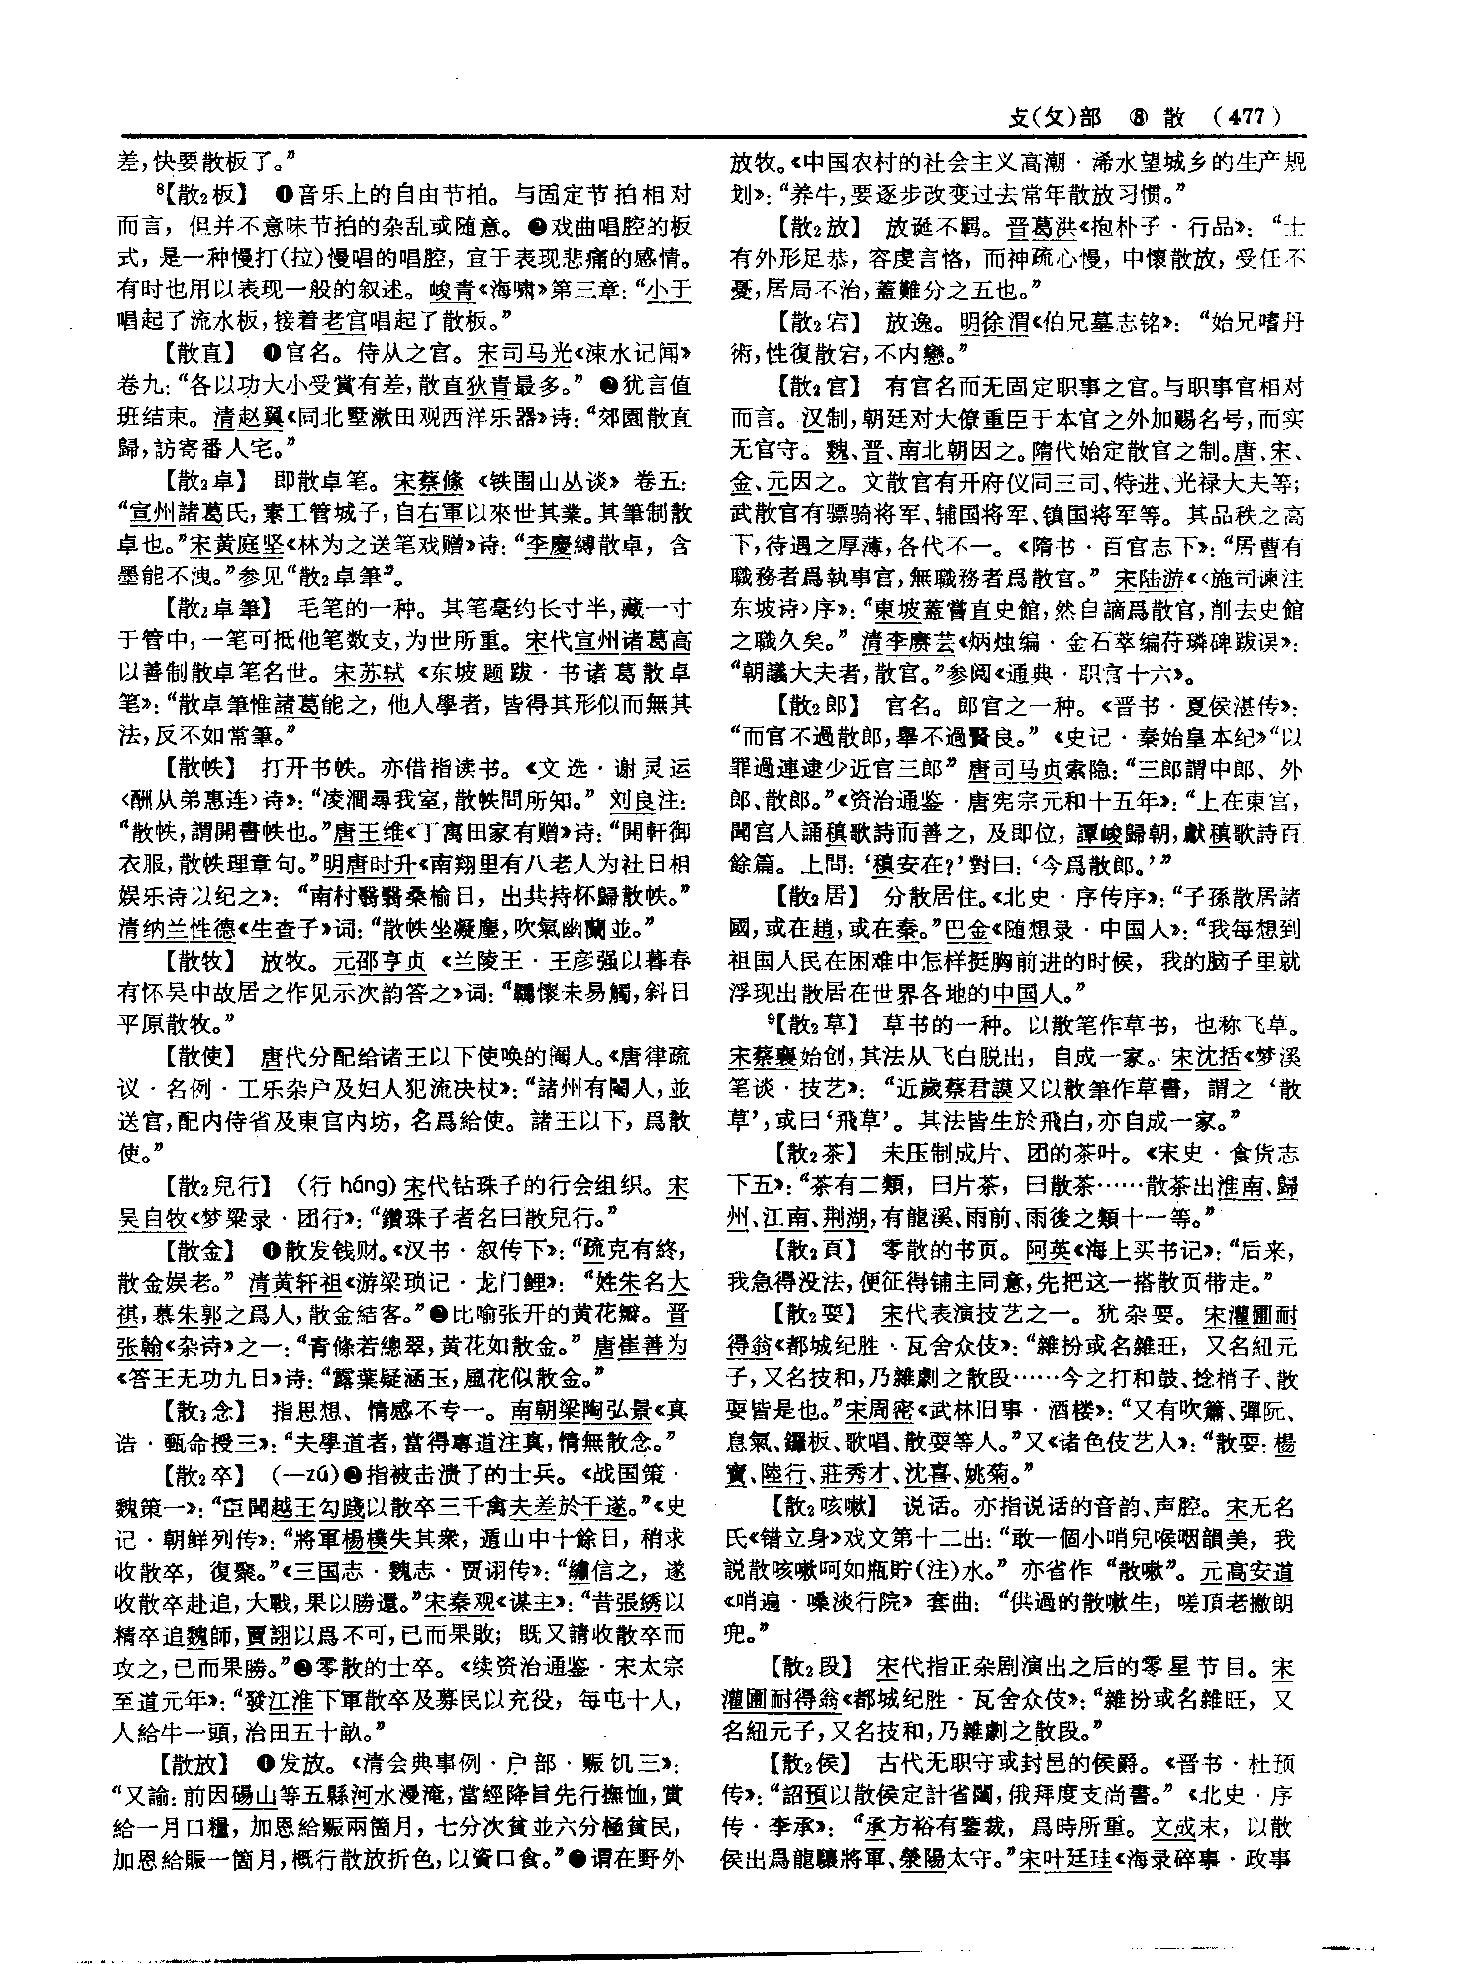 攴(攵)部 ⑧ 散 (477)
差，快要散板了。”
⁸【散₂板】 ❶音乐上的自由节拍。与固定节拍相对
而言，但并不意味节拍的杂乱或随意。❷戏曲唱腔的板
式，是一种慢打(拉)慢唱的唱腔，宜于表现悲痛的感情。
有时也用以表现一般的叙述。峻青《海啸》第三章：“小于
唱起了流水板，接着老宫唱起了散板。”
【散直】 ❶官名。侍从之官。宋司马光《涑水记闻》
卷九：“各以功大小受賞有差，散直狄青最多。”❷犹言值
班结束。清赵翼《同北墅漱田观西洋乐器》诗：“郊園散直
歸，訪寄番人宅。”
【散₂卓】 即散卓笔。宋蔡絛《铁围山丛谈》卷五：
“宣州諸葛氏，素工管城子，自右軍以來世其業。其筆制散
卓也。”宋黄庭坚《林为之送笔戏赠》诗：“李慶縛散卓，含
墨能不洩。”参见“散₂卓筆”。
【散₂卓筆】 毛笔的一种。其笔毫约长寸半，藏一寸
于管中，一笔可抵他笔数支，为世所重。宋代宣州诸葛高
以善制散卓笔名世。宋苏轼《东坡题跋·书诸葛散卓
笔》：“散卓筆惟諸葛能之，他人學者，皆得其形似而無其
法，反不如常筆。”
【散帙】 打开书帙。亦借指读书。《文选·谢灵运
〈酬从弟惠连〉诗》：“凌澗尋我室，散帙問所知。”刘良注：
“散帙，謂開書帙也。”唐王维《丁寓田家有赠》诗：“開軒御
衣服，散帙理章句。”明唐时升《南翔里有八老人为社日相
娱乐诗以纪之》：“南村翳翳桑榆日，出共持杯歸散帙。”
清纳兰性德《生查子》词：“散帙坐凝塵，吹氣幽蘭並。”
【散牧】 放牧。元邵亨贞《兰陵王·王彦强以暮春
有怀吴中故居之作见示次韵答之》词：“羈懷未易觸，斜日
平原散牧。”
【散使】 唐代分配给诸王以下使唤的阉人。《唐律疏
议·名例·工乐杂户及妇人犯流决杖》：“諸州有閹人，並
送官，配内侍省及東宫内坊，名爲給使。諸王以下，爲散
使。”
【散₂兒行】 (行 háng)宋代钻珠子的行会组织。宋
吴自牧《梦粱录·团行》：“鑽珠子者名曰散兒行。”
【散金】 ❶散发钱财。《汉书·叙传下》：“疏克有終，
散金娱老。”清黄轩祖《游梁琐记·龙门鲤》：“姓朱名大
祺，慕朱郭之爲人，散金結客。”❷比喻张开的黄花瓣。晋
张翰《杂诗》之一：“青條若總翠，黄花如散金。”唐崔善为
《答王无功九日》诗：“露葉疑涵玉，風花似散金。”
【散₃念】 指思想、情感不专一。南朝梁陶弘景《真
诰·甄命授三》：“夫學道者，當得專道注真，情無散念。”
【散₂卒】 (—zú)❷指被击溃了的士兵。《战国策·
魏策一》：“臣聞越王勾踐以散卒三千禽夫差於干遂。”《史
记·朝鲜列传》：“將軍楊樸失其衆，遁山中十餘日，稍求
收散卒，復聚。”《三国志·魏志·贾诩传》：“繡信之，遂
收散卒赴追，大戰，果以勝還。”宋秦观《谋主》：“昔張绣以
精卒追魏師，賈詡以爲不可，已而果敗；既又請收散卒而
攻之，已而果勝。”❷零散的士卒。《续资治通鉴·宋太宗
至道元年》：“發江淮下軍散卒及募民以充役，每屯十人，
人給牛一頭，治田五十畝。”
【散放】 ❶发放。《清会典事例·户部·赈饥三》：
“又諭：前因碭山等五縣河水漫淹，當經降旨先行撫恤，賞
給一月口糧，加恩給賑兩箇月，七分次貧並六分極貧民，
加恩給賑一箇月，概行散放折色，以資口食。”❷谓在野外
放牧。《中国农村的社会主义高潮·浠水望城乡的生产规
划》：“养牛，要逐步改变过去常年散放习惯。”
【散₂放】 放诞不羁。晋葛洪《抱朴子·行品》：“士
有外形足恭，容虔言恪，而神疏心慢，中懷散放，受任不
憂，居局不治，蓋難分之五也。”
【散₂宕】 放逸。明徐渭《伯兄墓志铭》：“始兄嗜丹
術，性復散宕，不内戀。”
【散₂官】 有官名而无固定职事之官。与职事官相对
而言。汉制，朝廷对大僚重臣于本官之外加赐名号，而实
无官守。魏、晋、南北朝因之。隋代始定散官之制。唐、宋、
金、元因之。文散官有开府仪同三司、特进、光禄大夫等；
武散官有骠骑将军、辅国将军、镇国将军等。其品秩之高
下，待遇之厚薄，各代不一。《隋书·百官志下》：“居曹有
職務者爲執事官，無職務者爲散官。”宋陆游《〈施司谏注
东坡诗〉序》：“東坡蓋嘗直史館，然自謫爲散官，削去史館
之職久矣。”清李赓芸《炳烛编·金石萃编苻璘碑跋误》：
“朝議大夫者，散官。”参阅《通典·职官十六》。
【散₂郎】 官名。郎官之一种。《晋书·夏侯湛传》：
“而官不過散郎，舉不過賢良。”《史记·秦始皇本纪》“以
罪過連逮少近官三郎”唐司马贞索隐：“三郎謂中郎、外
郎、散郎。”《资治通鉴·唐宪宗元和十五年》：“上在東宫，
聞宫人誦稹歌詩而善之，及即位，譚峻歸朝，獻稹歌詩百
餘篇。上問：‘稹安在？’對曰：‘今爲散郎。’”
【散₂居】 分散居住。《北史·序传序》：“子孫散居諸
國，或在趙，或在秦。”巴金《随想录·中国人》：“我每想到
祖国人民在困难中怎样挺胸前进的时候，我的脑子里就
浮现出散居在世界各地的中国人。”
⁹【散₂草】 草书的一种。以散笔作草书，也称飞草。
宋蔡襄始创，其法从飞白脱出，自成一家。宋沈括《梦溪
笔谈·技艺》：“近歲蔡君謨又以散筆作草書，謂之‘散
草’，或曰‘飛草’。其法皆生於飛白，亦自成一家。”
【散₂茶】 未压制成片、团的茶叶。《宋史·食货志
下五》：“茶有二類，曰片茶，曰散茶……散茶出淮南、歸
州、江南、荆湖，有龍溪、雨前、雨後之類十一等。”
【散₂頁】 零散的书页。阿英《海上买书记》：“后来，
我急得没法，便征得铺主同意，先把这一搭散页带走。”
【散₂耍】 宋代表演技艺之一。犹杂耍。宋灌圃耐
得翁《都城纪胜·瓦舍众伎》：“雜扮或名雜旺，又名紐元
子，又名技和，乃雜劇之散段……今之打和鼓、捻梢子、散
耍皆是也。”宋周密《武林旧事·酒楼》：“又有吹簫、彈阮、
息氣、鑼板、歌唱、散耍等人。”又《诸色伎艺人》：“散耍：楊
寳、陸行、莊秀才、沈喜、姚菊。”
【散₂咳嗽】 说话。亦指说话的音韵、声腔。宋无名
氏《错立身》戏文第十二出：“敢一個小哨兒喉咽韻美，我
説散咳嗽呵如瓶貯(注)水。”亦省作“散嗽”。元高安道
《哨遍·嗓淡行院》套曲：“供過的散嗽生，嗟頂老撇朗
兜。”
【散₂段】 宋代指正杂剧演出之后的零星节目。宋
灌圃耐得翁《都城纪胜·瓦舍众伎》：“雜扮或名雜旺，又
名紐元子，又名技和，乃雜劇之散段。”
【散₂侯】 古代无职守或封邑的侯爵。《晋书·杜预
传》：“詔預以散侯定計省闥，俄拜度支尚書。”《北史·序
传·李承》：“承方裕有鑒裁，爲時所重。文成末，以散
侯出爲龍驤將軍、滎陽太守。”宋叶廷珪《海录碎事·政事